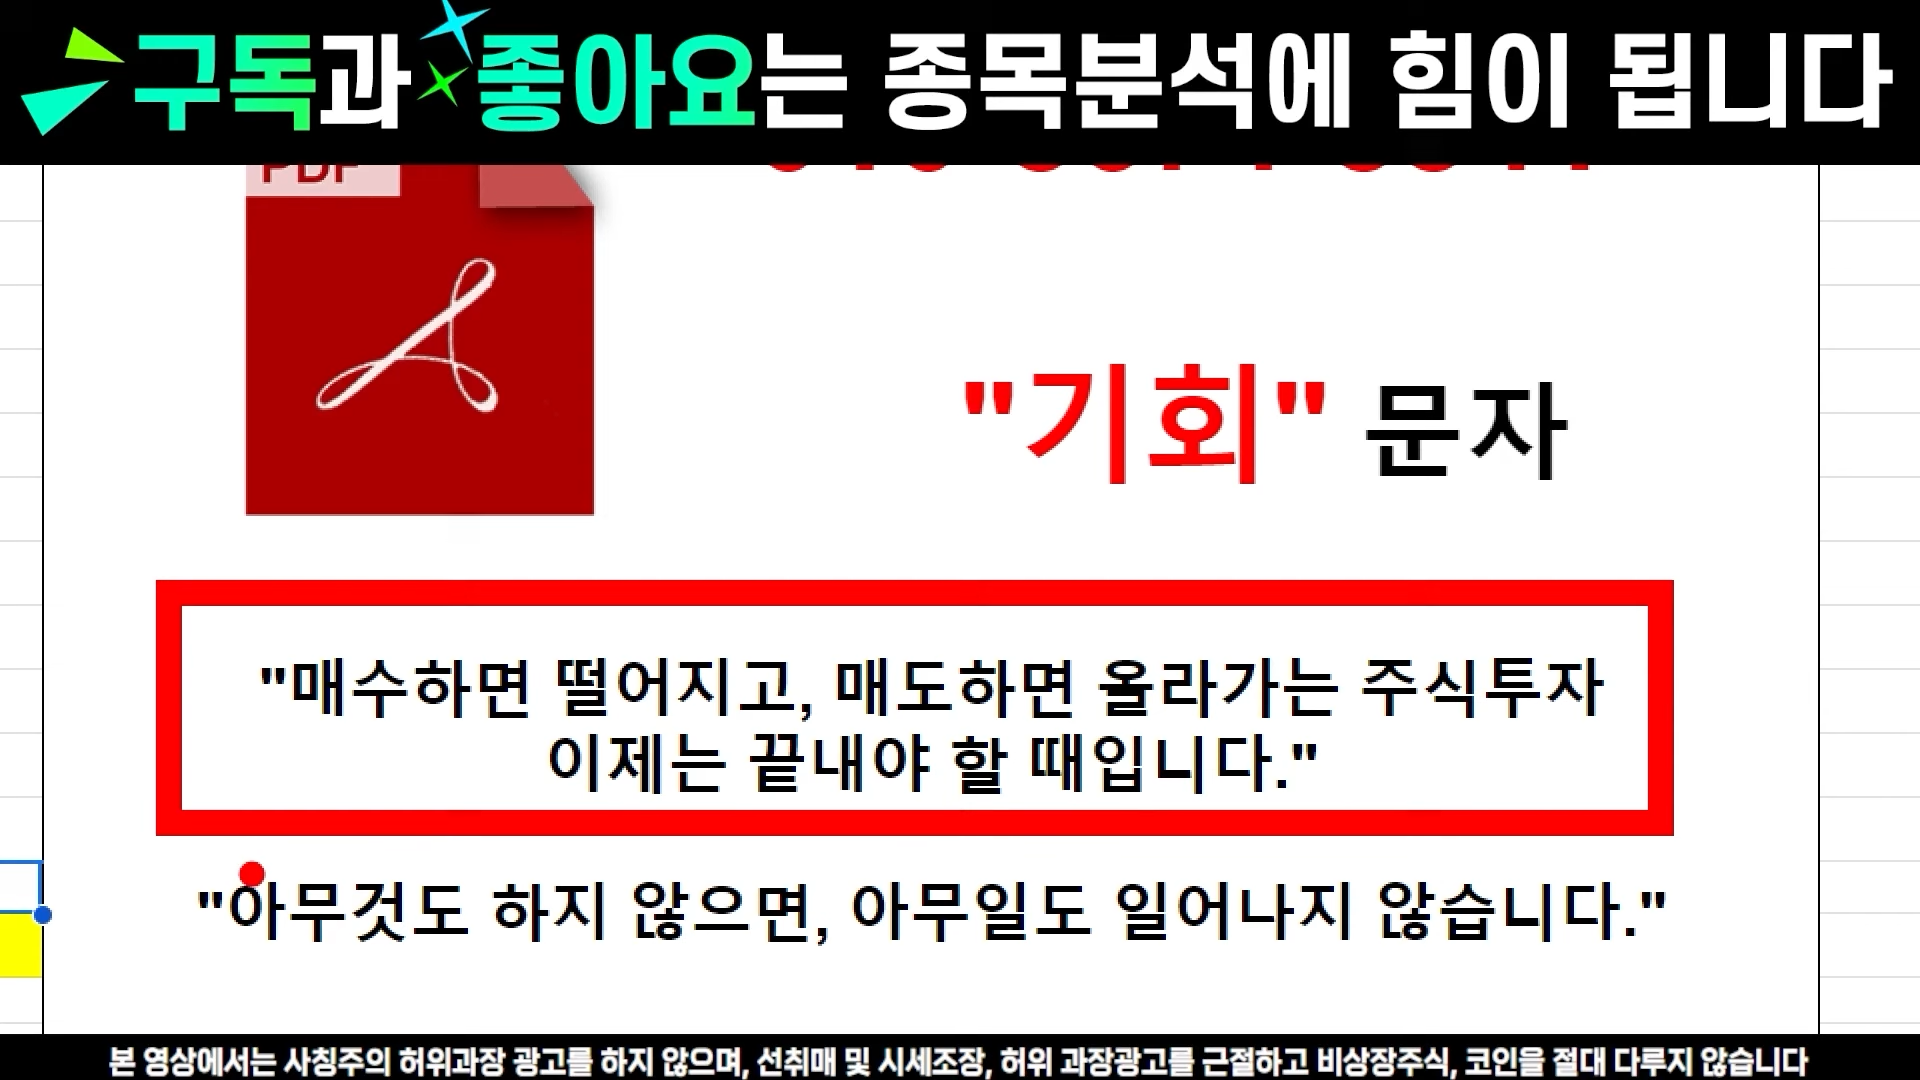 구독과 좋아요는 종목분석에 힘이 됩니다
PDF
"기회" 문자
"매수하면 떨어지고, 매도하면 올라가는 주식투자
이제는 끝내야 할 때입니다."
"아무것도 하지 않으면, 아무일도 일어나지 않습니다."
본 영상에서는 사칭주의 허위과장 광고를 하지 않으며, 선취매 및 시세조장, 허위 과장광고를 근절하고 비상장주식, 코인을 절대 다루지 않습니다